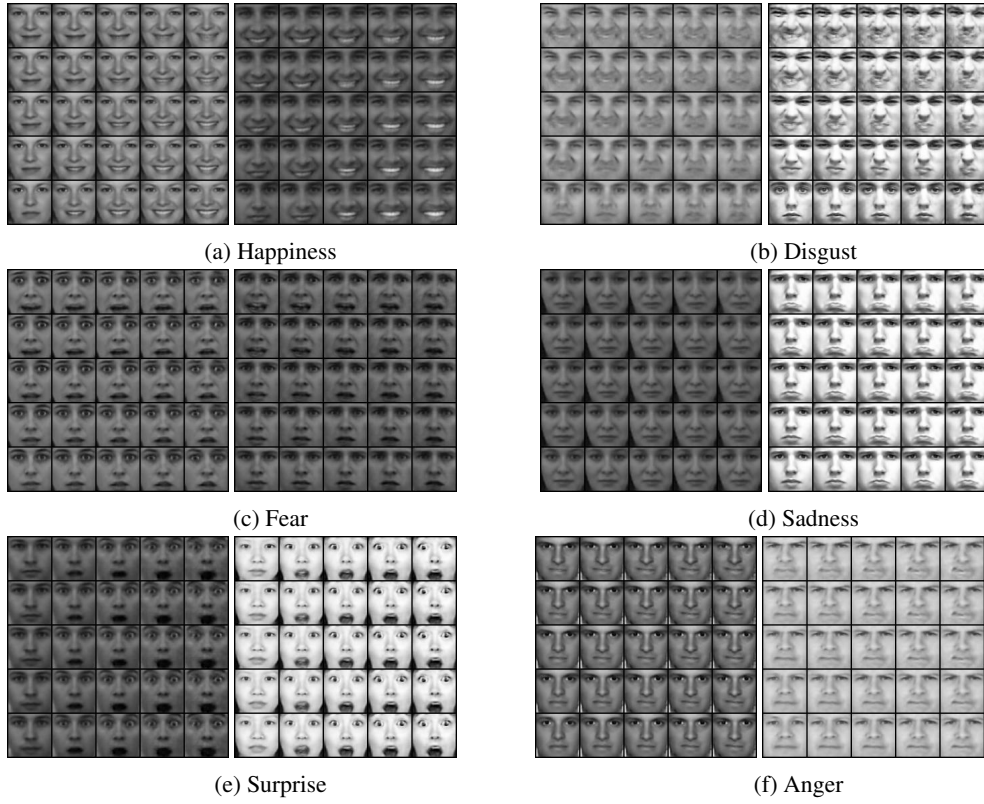 (a) Happiness
(b) Disgust
(c) Fear
(d) Sadness
(e) Surprise
(f) Anger